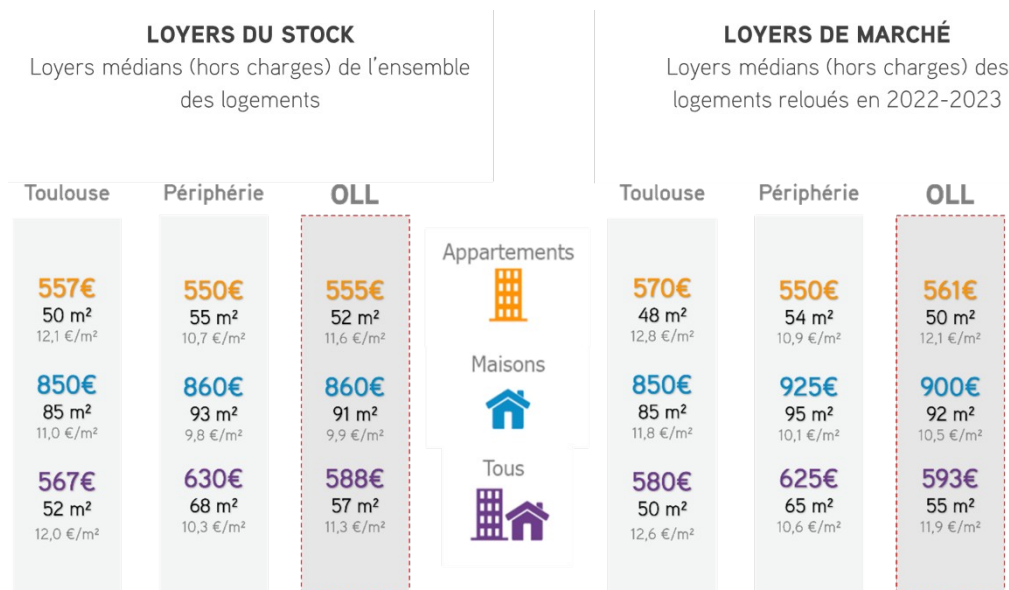 LOYERS DU STOCK
Loyers médians (hors charges) de l'ensemble
des logements
LOYERS DE MARCHÉ
Loyers médians (hors charges) des
logements reloués en 2022-2023
Toulouse Périphérie OLL
557€ 550€ 555€
50 m² 55 m² 52 m²
12,1 €/m² 10,7 €/m² 11,6 €/m²
850€ 860€ 860€
85 m² 93 m² 91 m²
11,0 €/m² 9,8 €/m² 9,9 €/m²
567€ 630€ 588€
52 m² 68 m² 57 m²
12,0 €/m² 10,3 €/m² 11,3 €/m²
Appartements
Maisons
Tous
Toulouse Périphérie OLL
570€ 550€ 561€
48 m² 54 m² 50 m²
12,8 €/m² 10,9 €/m² 12,1 €/m²
850€ 925€ 900€
85 m² 95 m² 92 m²
11,8 €/m² 10,1 €/m² 10,5 €/m²
580€ 625€ 593€
50 m² 65 m² 55 m²
12,6 €/m² 10,6 €/m² 11,9 €/m²